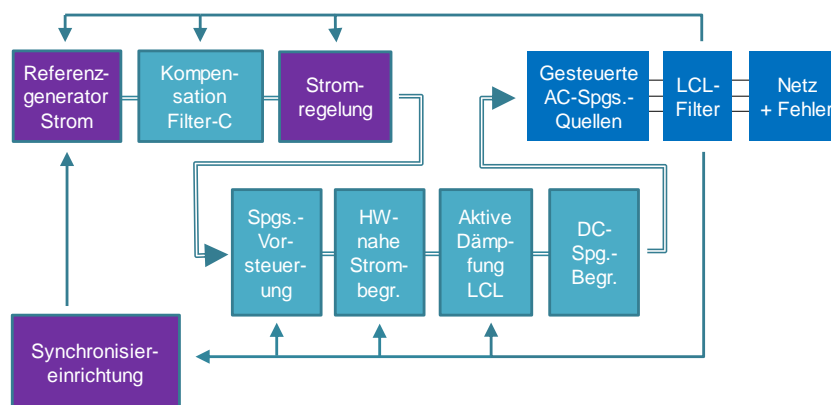 Referenz-
generator
Strom
Kompen-
sation
Filter-C
Strom-
regelung
Gesteuerte
AC-Spgs.-
Quellen
LCL-
Filter
Netz
+ Fehler
Spgs.-
Vor-
steuer-
ung
HW-
nahe
Strom-
begr.
Aktive
Dämp-
fung
LCL
DC-
Spg.-
Begr.
Synchronisier-
einrichtung